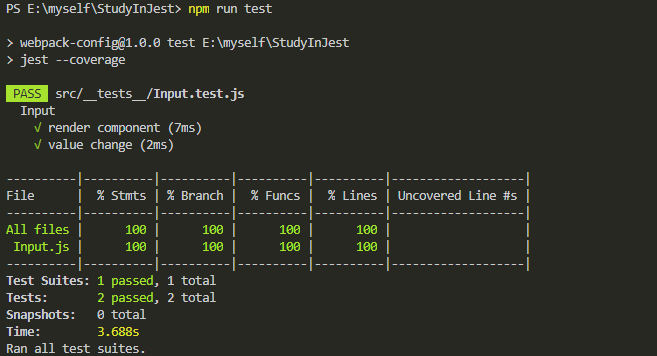 PS E:\myself\StudyInJest> npm run test
> webpack-config@1.0.0 test E:\myself\StudyInJest
> jest --coverage
PASS src/__tests__/Input.test.js
Input
√ render component (7ms)
√ value change (2ms)
----------|----------|----------|----------|----------|-------------------|
File      |  % Stmts | % Branch |  % Funcs |  % Lines | Uncovered Line #s |
----------|----------|----------|----------|----------|-------------------|
All files |      100 |      100 |      100 |      100 |                   |
 Input.js |      100 |      100 |      100 |      100 |                   |
----------|----------|----------|----------|----------|-------------------|
Test Suites: 1 passed, 1 total
Tests:       2 passed, 2 total
Snapshots:   0 total
Time:        3.688s
Ran all test suites.